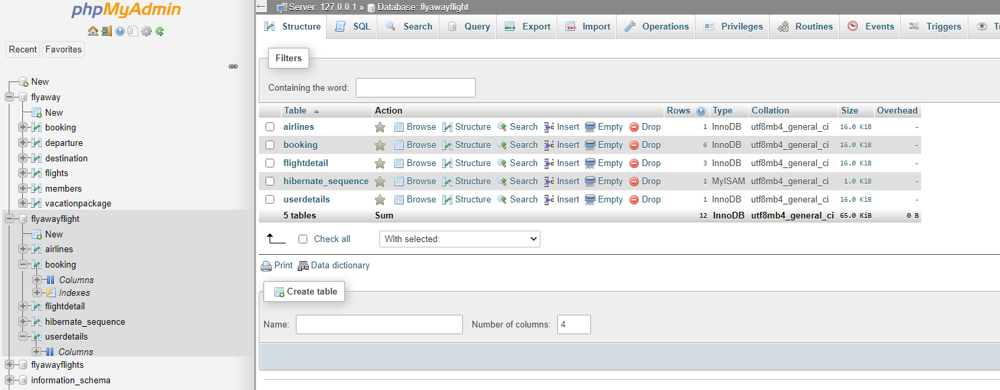 phpMyAdmin
Recent Favorites
New
flyaway
New
booking
departure
destination
flights
members
vacationpackage
flyawayflight
New
airlines
booking
Columns
Indexes
flightdetail
hibernate_sequence
userdetails
Columns
flyawayflights
information_schema
Server: 127.0.0.1 » Database: flyawayflight
Structure SQL Search Query Export Import Operations Privileges Routines Events Triggers
Filters
Containing the word:
Table Action Rows Type Collation Size Overhead
airlines Browse Structure Search Insert Empty Drop 1 InnoDB utf8mb4_general_ci 16.0 KiB -
booking Browse Structure Search Insert Empty Drop 6 InnoDB utf8mb4_general_ci 16.0 KiB -
flightdetail Browse Structure Search Insert Empty Drop 3 InnoDB utf8mb4_general_ci 16.0 KiB -
hibernate_sequence Browse Structure Search Insert Empty Drop 1 MyISAM utf8mb4_general_ci 1.0 KiB -
userdetails Browse Structure Search Insert Empty Drop 1 InnoDB utf8mb4_general_ci 16.0 KiB -
5 tables Sum 12 InnoDB utf8mb4_general_ci 65.0 KiB 0 B
Check all With selected:
Print Data dictionary
Create table
Name: Number of columns: 4